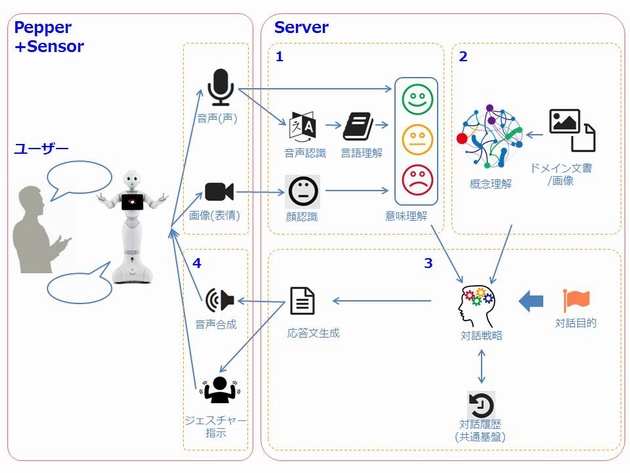 Pepper
+Sensor
Server
ユーザー
1
2
音声(声)
音声認識
言語理解
画像(表情)
顔認識
意味理解
概念理解
ドメイン文書
/画像
4
3
音声合成
応答文生成
対話戦略
対話目的
ジェスチャー
指示
対話履歴
(共通基盤)